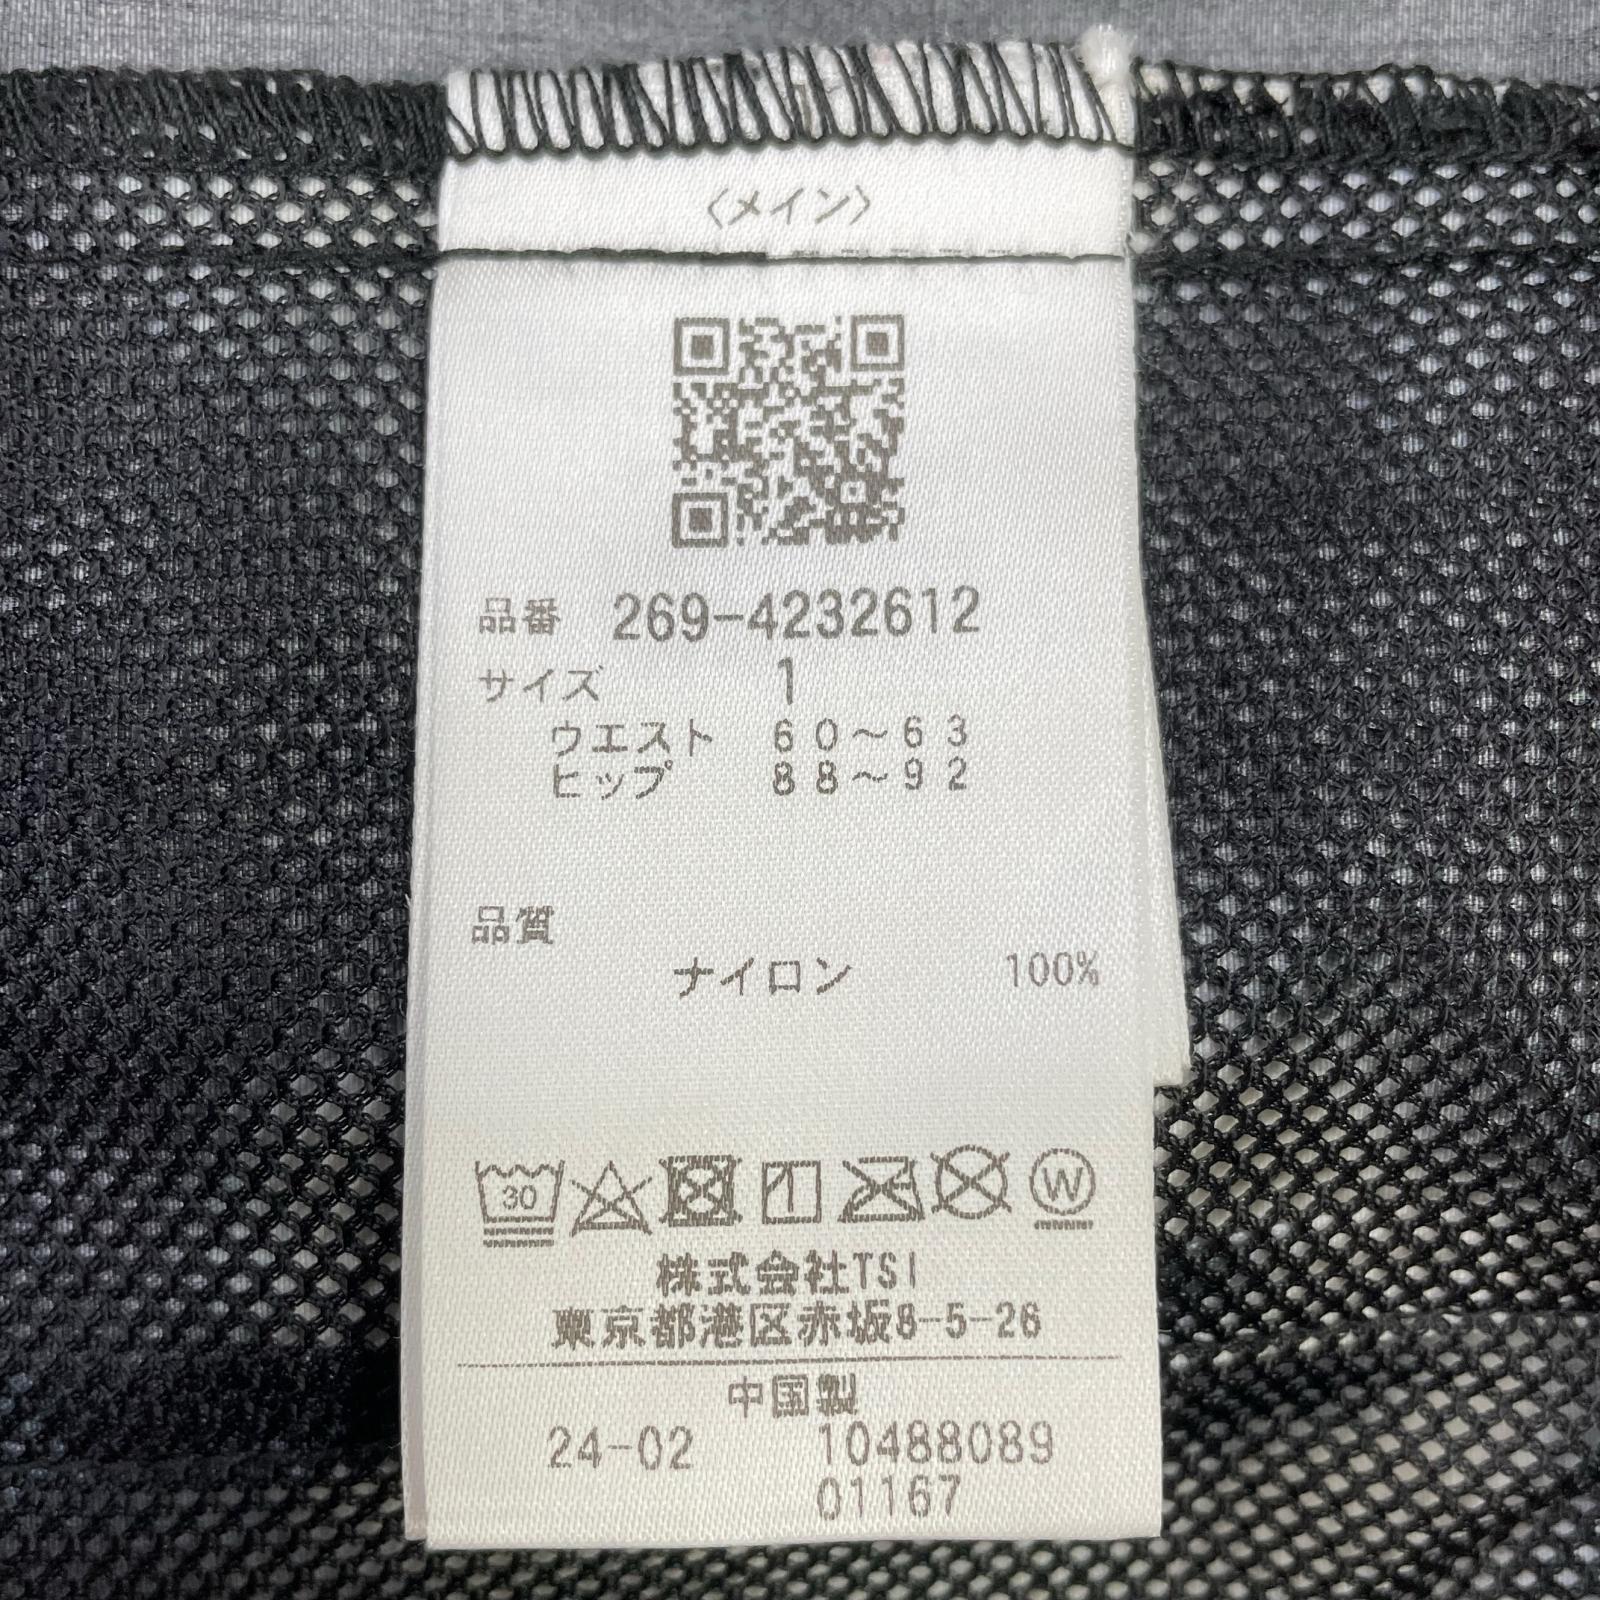 〈メイン〉
品番 269-4232612
サイズ 1
ウエスト 60～63
ヒップ 88～92
品質
ナイロン 100%
30 W
株式会社TSI
東京都港区赤坂8-5-26
中国製
24-02 10488089
01167